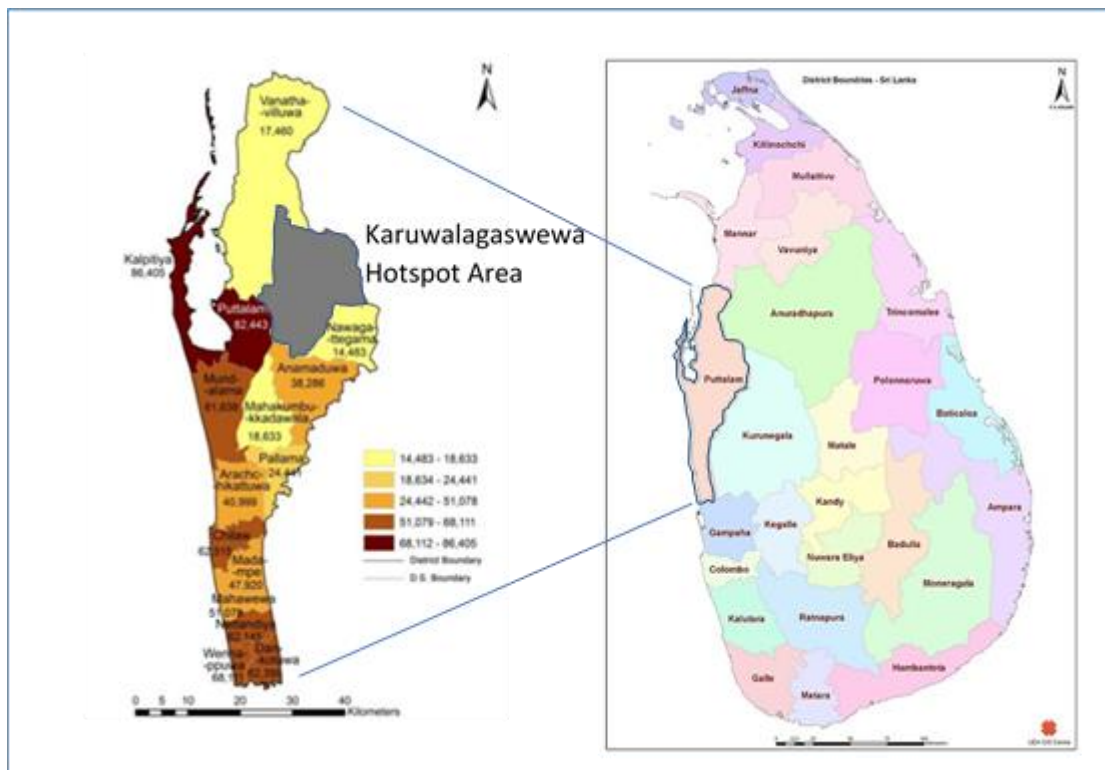 N
Vanatha-
-villuwa
17,460
Karuwalagaswewa
Hotspot Area
Kalpitiya
86,405
Puttalam
82,443
Nawaga-
-ttegama
14,483
Anamaduwa
38,286
Mund-
-alama
Mahakumbu-
-kkadawala
18,633
Pallama
24,441
Arachc-
-hikattuwa
40,999
Chilaw
Mada-
mpe
47,920
Mahawewa
51,078
Nattandiya
Wenna-
ppuwa
Dan-
14,483 - 18,633
18,634 - 24,441
24,442 - 51,078
51,079 - 68,111
68,112 - 86,405
District Boundary
D.S. Boundary
0 10 20 30 40
Kilometers
District Boundries - Sri Lanka
N
Jaffna
Kilinochchi
Mullaitivu
Mannar
Vavuniya
Anuradhapura
Trincomalee
Puttalam
Polonnaruwa
Kurunegala
Batticaloa
Matale
Kandy
Ampara
Gampaha
Kegalle
Badulla
Nuwara Eliya
Colombo
Moneragala
Kalutara
Ratnapura
Hambantota
Galle
Matara